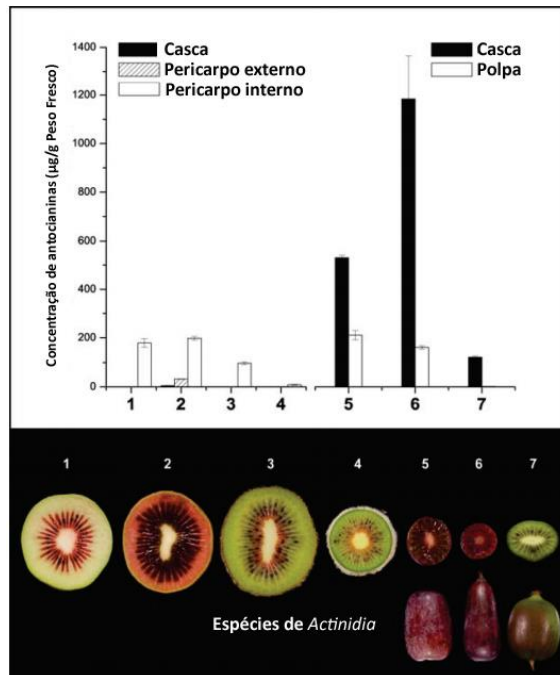 Concentração de antocianinas (µg/g Peso Fresco)
1400
1200
1000
800
600
400
200
0
Casca
Pericarpo externo
Pericarpo interno
Casca
Polpa
1 2 3 4 5 6 7
1 2 3 4 5 6 7
Espécies de Actinidia